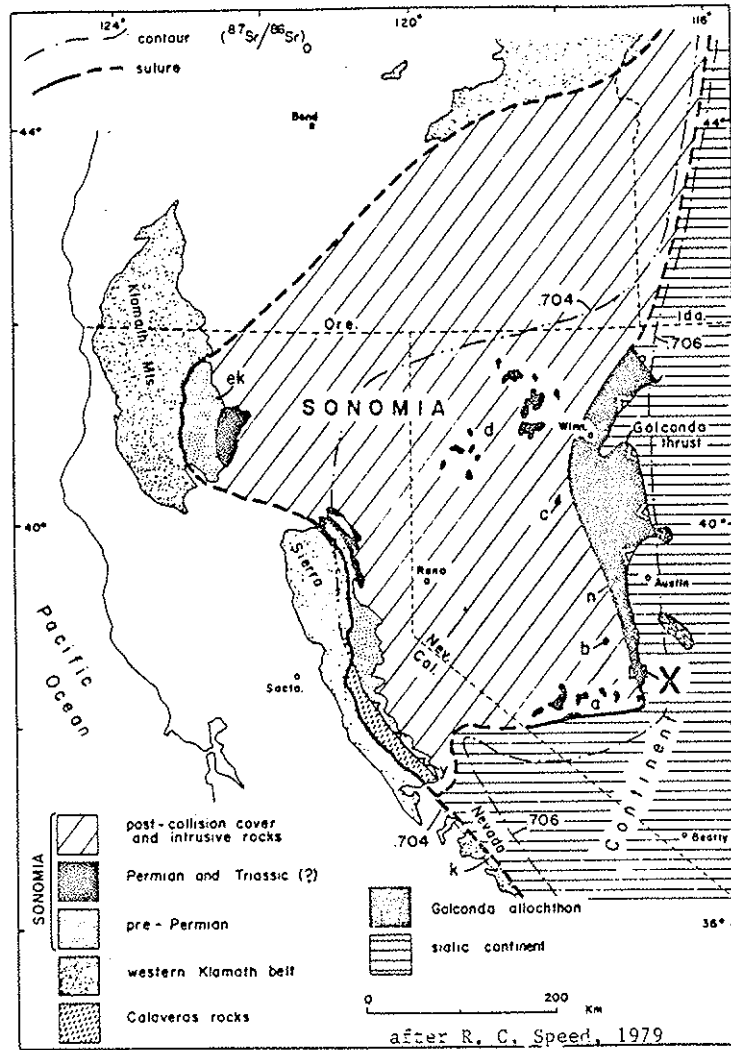 124°
120°
116°
contour (⁸⁷Sr/⁸⁶Sr)₀
suture
Bend
44°
44°
Klamath Mts
.704
Ore.
Ida.
.706
ek
SONOMIA
d
Winn.
Golconda
thrust
c
40°
40°
Sierra
Reno
Austin
n
b
Nev.
Cal.
X
Pacific
Ocean
Sacto.
a
y
Continent
.704
Nevada
.706
k
Beatty
36°
SONOMIA
post-collision cover
and intrusive rocks
Permian and Triassic (?)
pre-Permian
western Klamath belt
Calaveras rocks
Golconda allochthon
sialic continent
0 200
Km
after R. C. Speed, 1979